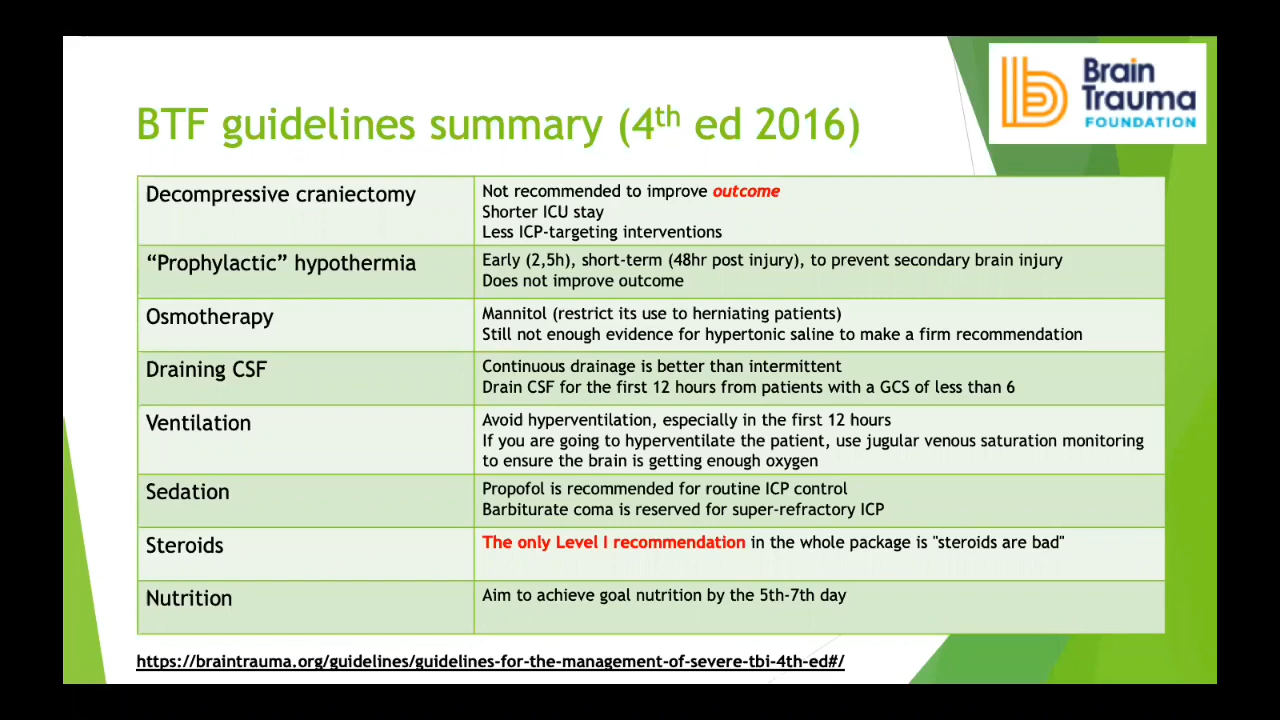 BTF guidelines summary (4th ed 2016)
Brain
Trauma
FOUNDATION
Decompressive craniectomy
Not recommended to improve outcome
Shorter ICU stay
Less ICP-targeting interventions
“Prophylactic” hypothermia
Early (2,5h), short-term (48hr post injury), to prevent secondary brain injury
Does not improve outcome
Osmotherapy
Mannitol (restrict its use to herniating patients)
Still not enough evidence for hypertonic saline to make a firm recommendation
Draining CSF
Continuous drainage is better than intermittent
Drain CSF for the first 12 hours from patients with a GCS of less than 6
Ventilation
Avoid hyperventilation, especially in the first 12 hours
If you are going to hyperventilate the patient, use jugular venous saturation monitoring
to ensure the brain is getting enough oxygen
Sedation
Propofol is recommended for routine ICP control
Barbiturate coma is reserved for super-refractory ICP
Steroids
The only Level I recommendation in the whole package is "steroids are bad"
Nutrition
Aim to achieve goal nutrition by the 5th-7th day
https://braintrauma.org/guidelines/guidelines-for-the-management-of-severe-tbi-4th-ed#/